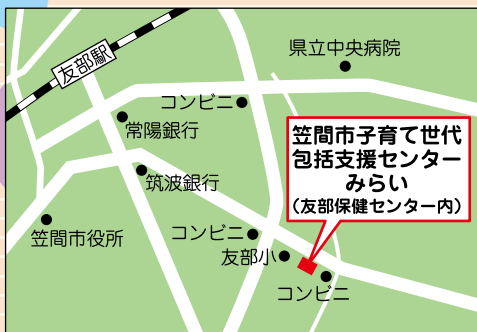 友部駅
県立中央病院
コンビニ
常陽銀行
笠間市子育て世代
包括支援センター
みらい
(友部保健センター内)
筑波銀行
笠間市役所
コンビニ
友部小
コンビニ